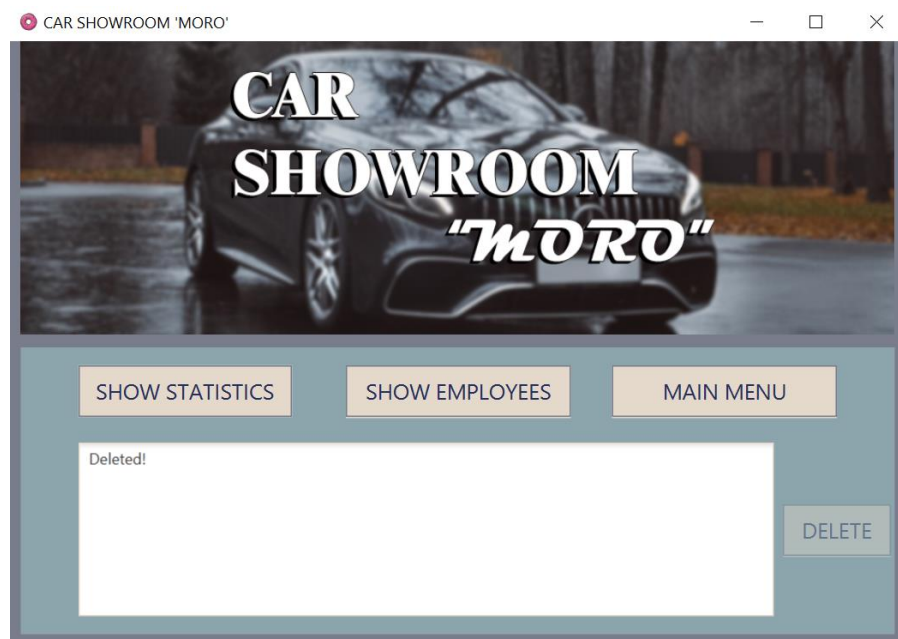 CAR SHOWROOM 'MORO'
CAR
SHOWROOM
"MORO"
SHOW STATISTICS
SHOW EMPLOYEES
MAIN MENU
Deleted!
DELETE